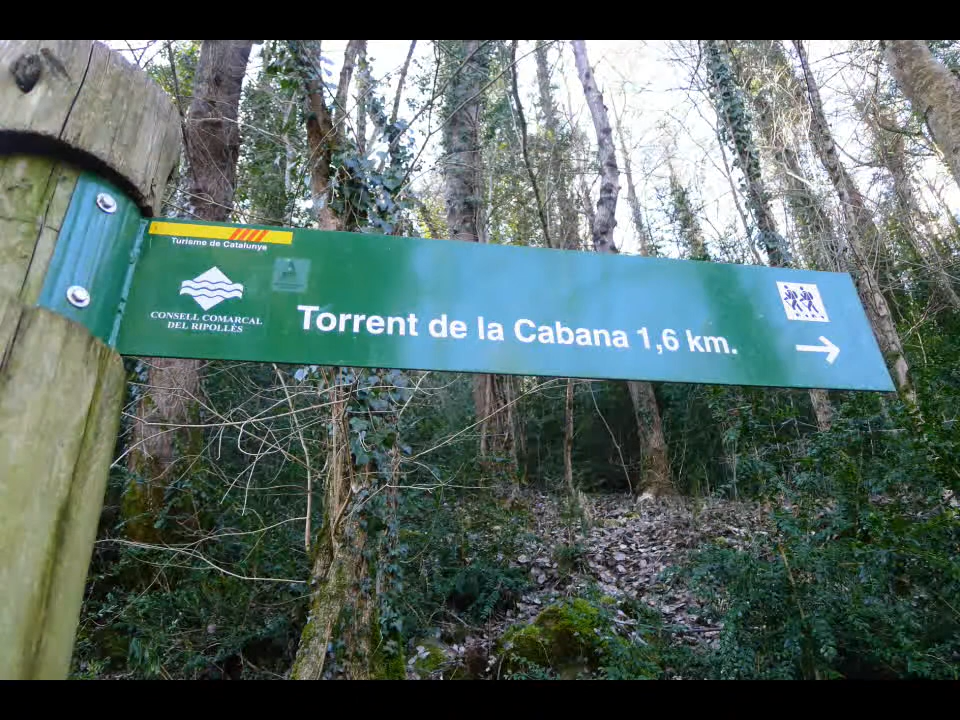 Turisme de Catalunya
CONSELL COMARCAL
DEL RIPOLLÈS
Torrent de la Cabana 1,6 km.